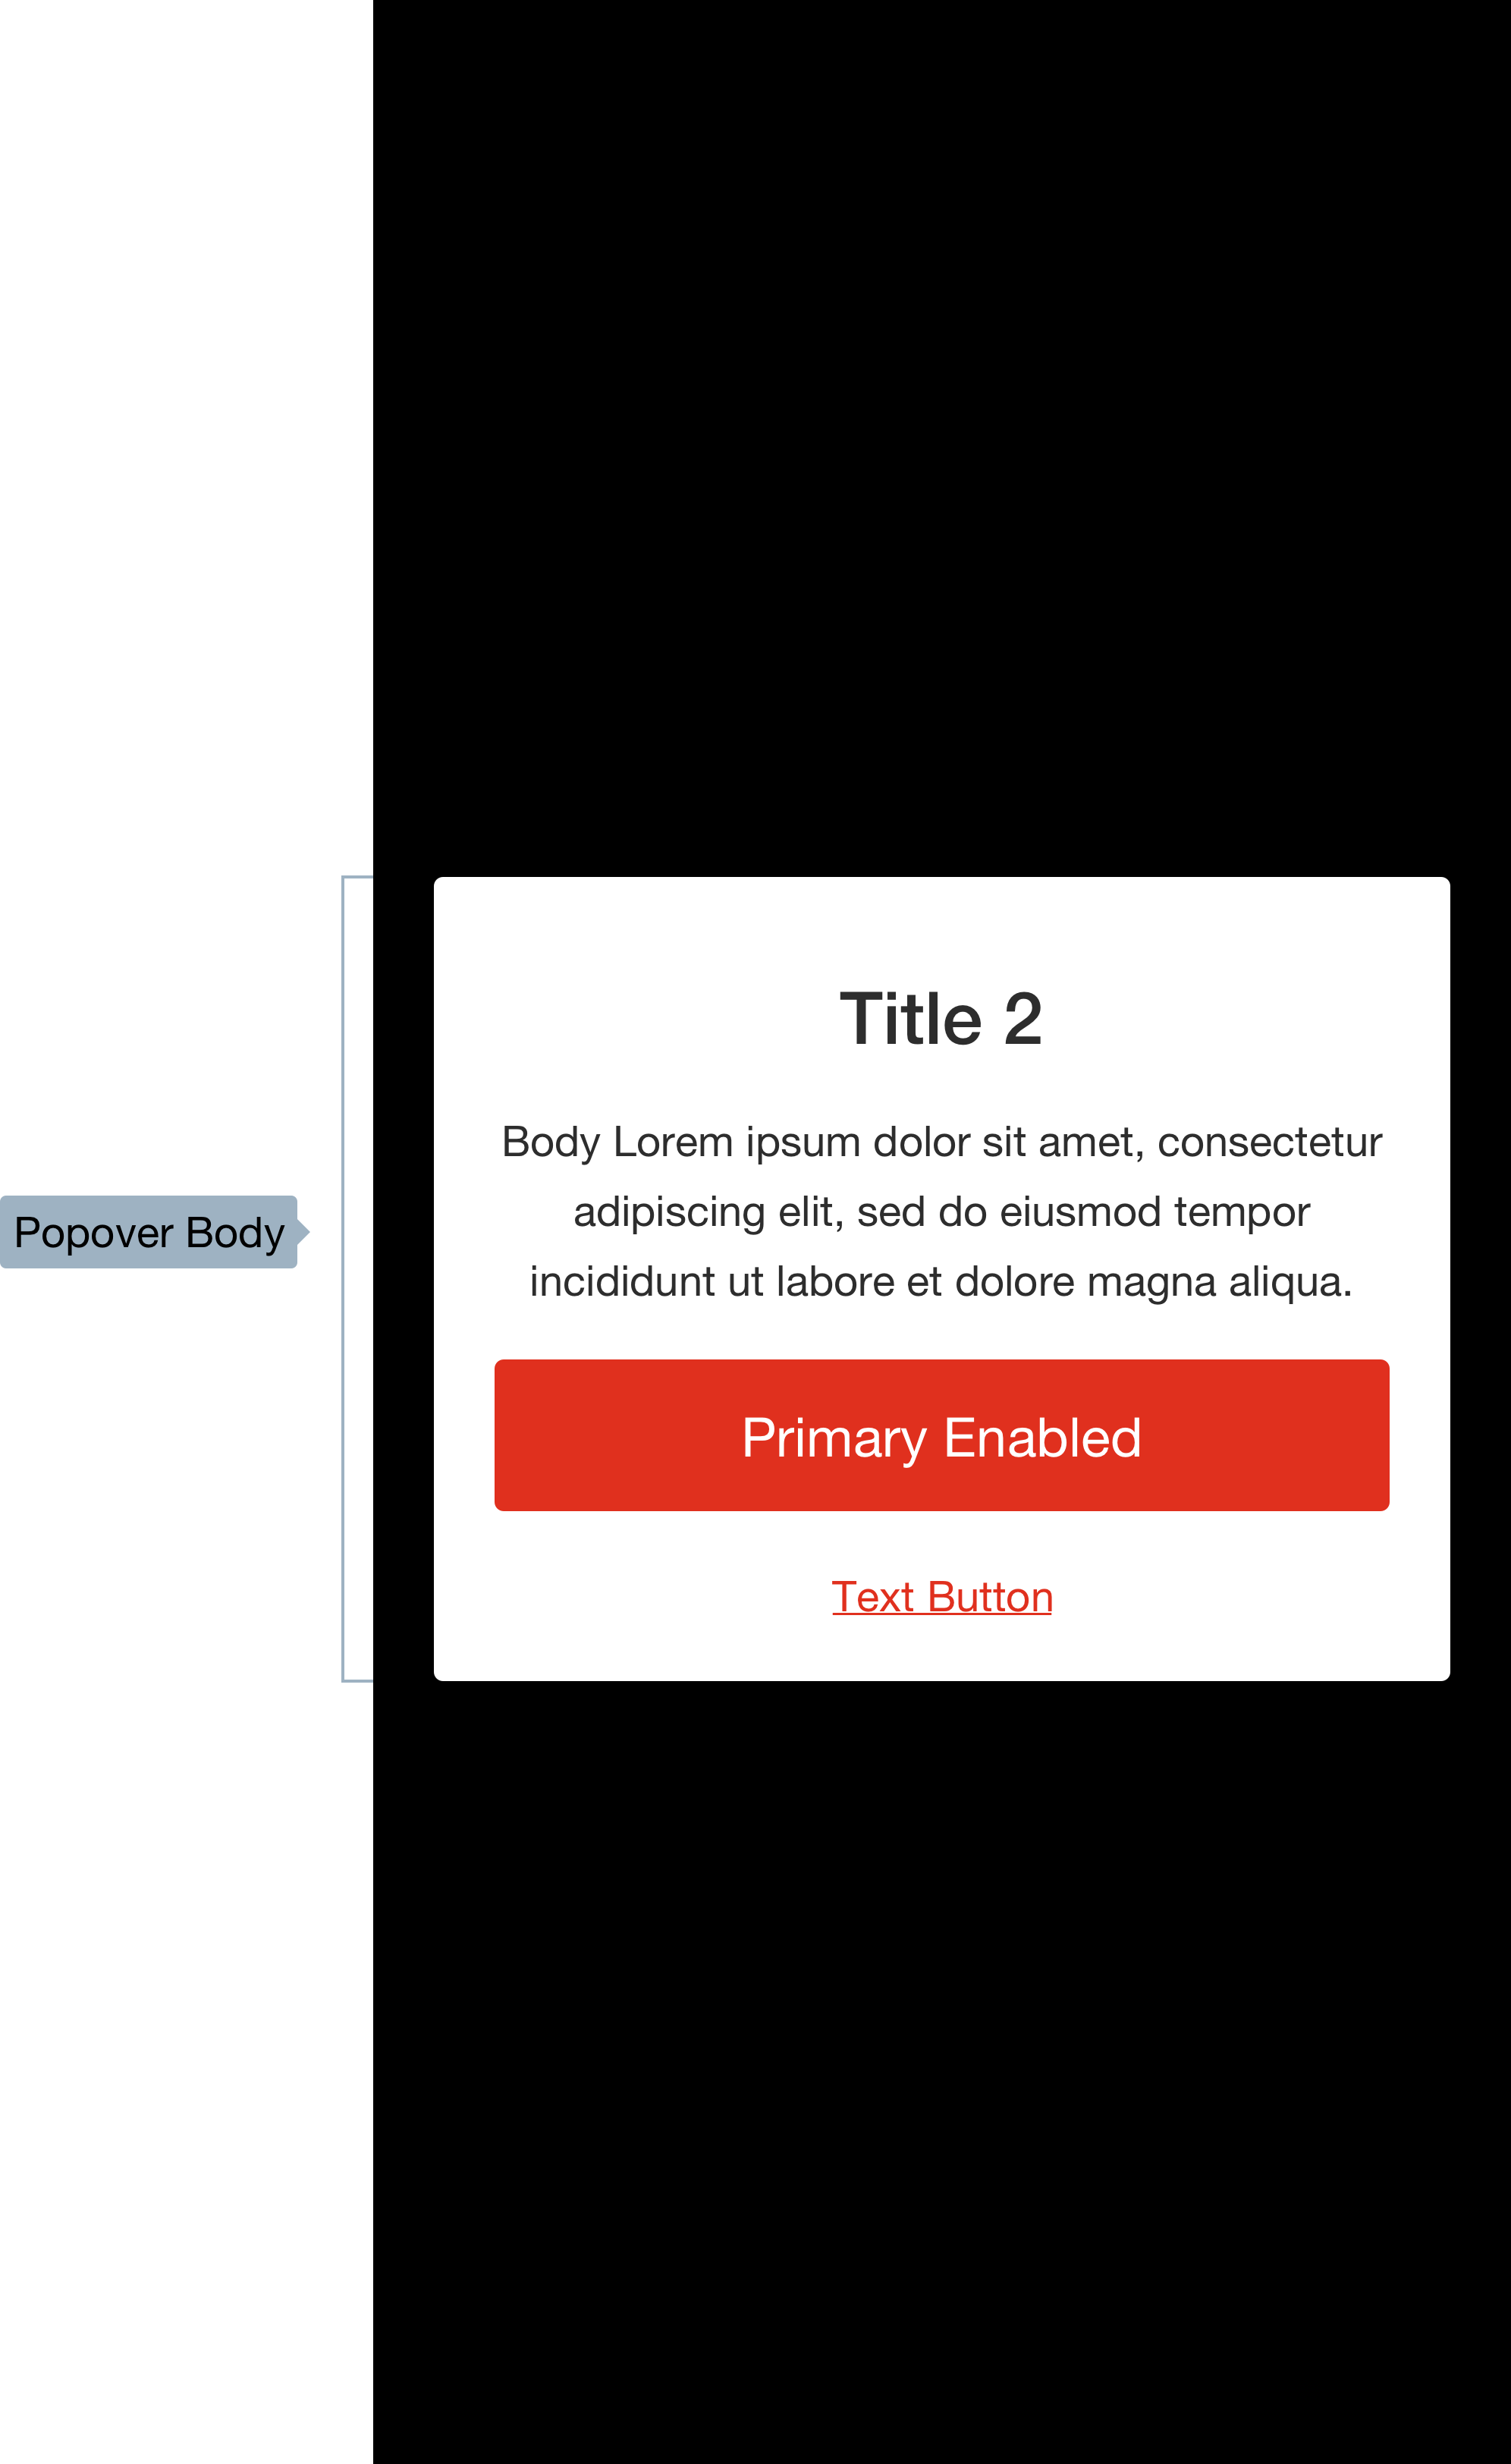 Title 2
Body Lorem ipsum dolor sit amet, consectetur
adipiscing elit, sed do eiusmod tempor
incididunt ut labore et dolore magna aliqua.
Popover Body
Primary Enabled
Text Button